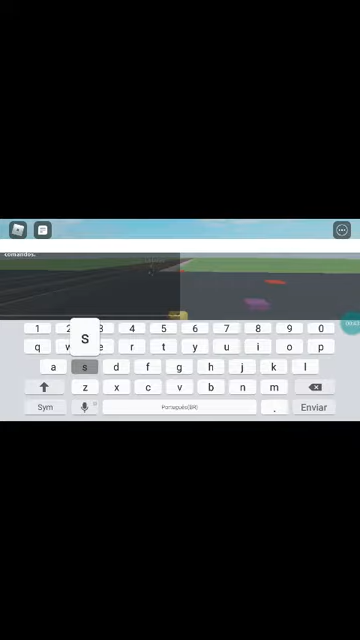 comandos.
1 2 3 4 5 6 7 8 9 0
S
q w e r t y u i o p
a s d f g h j k l
z x c v b n m
Sym Português(BR) . Enviar